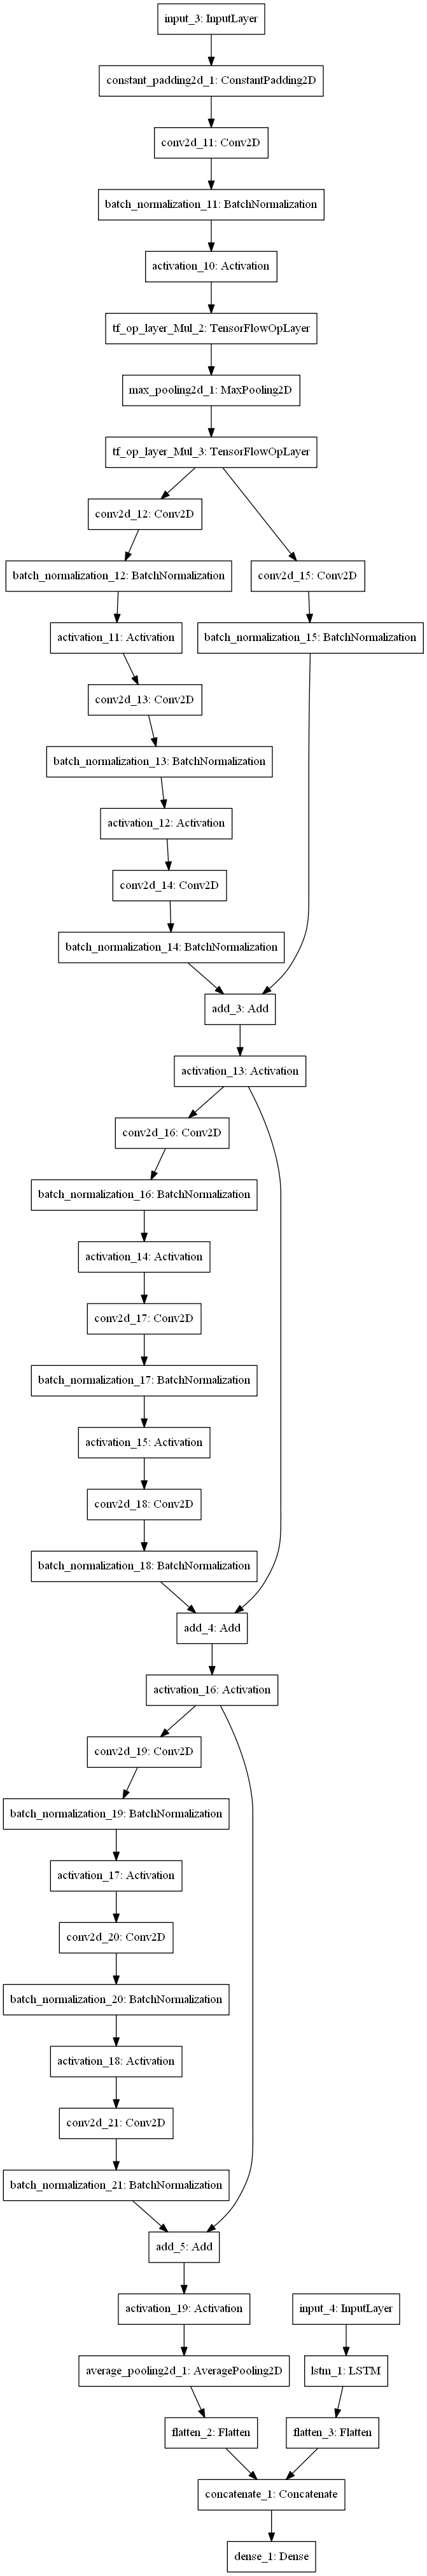 input_3: InputLayer
constant_padding2d_1: ConstantPadding2D
conv2d_11: Conv2D
batch_normalization_11: BatchNormalization
activation_10: Activation
tf_op_layer_Mul_2: TensorFlowOpLayer
max_pooling2d_1: MaxPooling2D
tf_op_layer_Mul_3: TensorFlowOpLayer
conv2d_12: Conv2D
batch_normalization_12: BatchNormalization
conv2d_15: Conv2D
activation_11: Activation
batch_normalization_15: BatchNormalization
conv2d_13: Conv2D
batch_normalization_13: BatchNormalization
activation_12: Activation
conv2d_14: Conv2D
batch_normalization_14: BatchNormalization
add_3: Add
activation_13: Activation
conv2d_16: Conv2D
batch_normalization_16: BatchNormalization
activation_14: Activation
conv2d_17: Conv2D
batch_normalization_17: BatchNormalization
activation_15: Activation
conv2d_18: Conv2D
batch_normalization_18: BatchNormalization
add_4: Add
activation_16: Activation
conv2d_19: Conv2D
batch_normalization_19: BatchNormalization
activation_17: Activation
conv2d_20: Conv2D
batch_normalization_20: BatchNormalization
activation_18: Activation
conv2d_21: Conv2D
batch_normalization_21: BatchNormalization
add_5: Add
activation_19: Activation
input_4: InputLayer
average_pooling2d_1: AveragePooling2D
lstm_1: LSTM
flatten_2: Flatten
flatten_3: Flatten
concatenate_1: Concatenate
dense_1: Dense